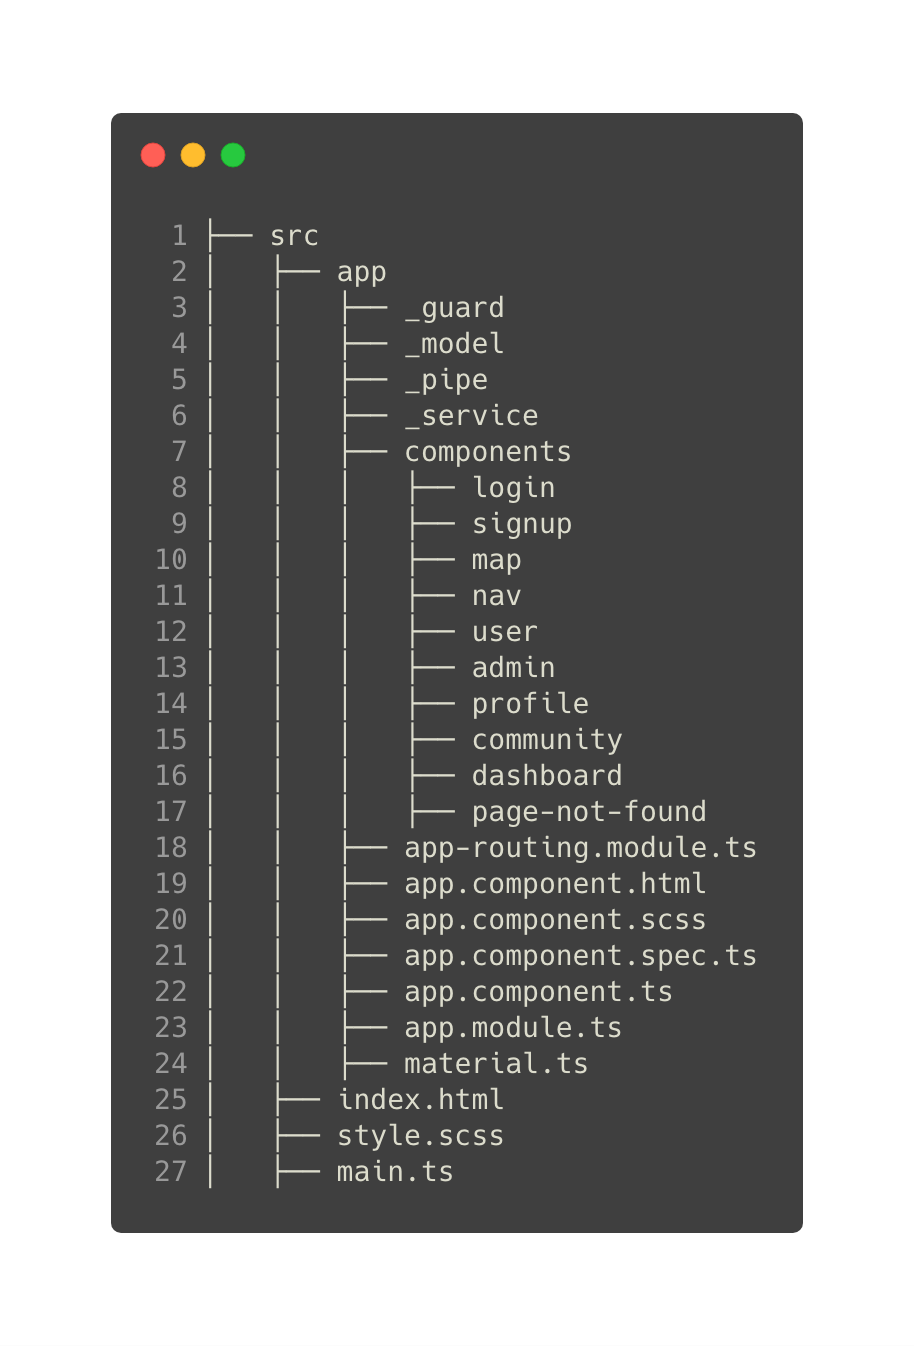 1 ├── src
2 │   ├── app
3 │   │   ├── _guard
4 │   │   ├── _model
5 │   │   ├── _pipe
6 │   │   ├── _service
7 │   │   ├── components
8 │   │   │   ├── login
9 │   │   │   ├── signup
10 │   │   │   ├── map
11 │   │   │   ├── nav
12 │   │   │   ├── user
13 │   │   │   ├── admin
14 │   │   │   ├── profile
15 │   │   │   ├── community
16 │   │   │   ├── dashboard
17 │   │   │   ├── page-not-found
18 │   │   ├── app-routing.module.ts
19 │   │   ├── app.component.html
20 │   │   ├── app.component.scss
21 │   │   ├── app.component.spec.ts
22 │   │   ├── app.component.ts
23 │   │   ├── app.module.ts
24 │   │   ├── material.ts
25 │   ├── index.html
26 │   ├── style.scss
27 │   ├── main.ts